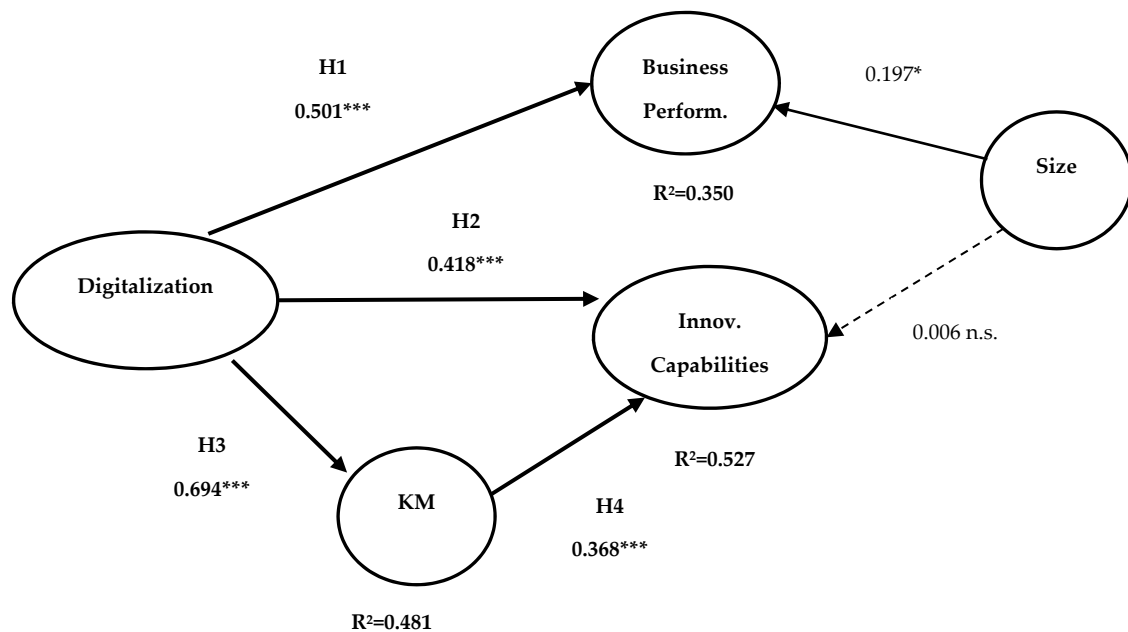 H1
0.501***
Business
Perform.
R²=0.350
0.197*
Size
Digitalization
H2
0.418***
Innov.
Capabilities
R²=0.527
0.006 n.s.
H3
0.694***
KM
R²=0.481
H4
0.368***